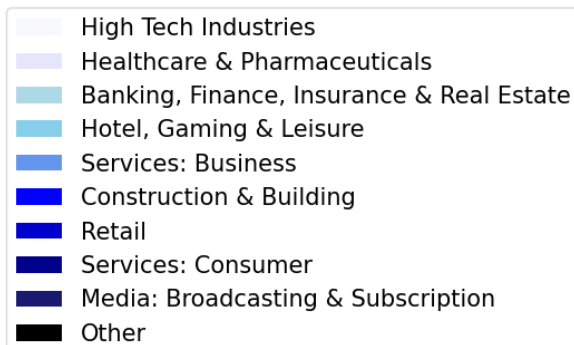 High Tech Industries
Healthcare & Pharmaceuticals
Banking, Finance, Insurance & Real Estate
Hotel, Gaming & Leisure
Services: Business
Construction & Building
Retail
Services: Consumer
Media: Broadcasting & Subscription
Other